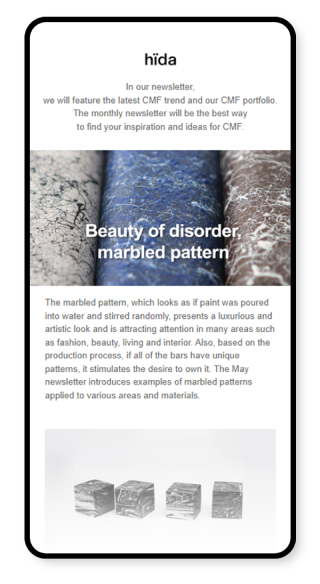 hïda
In our newsletter,
we will feature the latest CMF trend and our CMF portfolio.
The monthly newsletter will be the best way
to find your inspiration and ideas for CMF.
Beauty of disorder,
marbled pattern
The marbled pattern, which looks as if paint was poured
into water and stirred randomly, presents a luxurious and
artistic look and is attracting attention in many areas such
as fashion, beauty, living and interior. Also, based on the
production process, if all of the bars have unique
patterns, it stimulates the desire to own it. The May
newsletter introduces examples of marbled patterns
applied to various areas and materials.